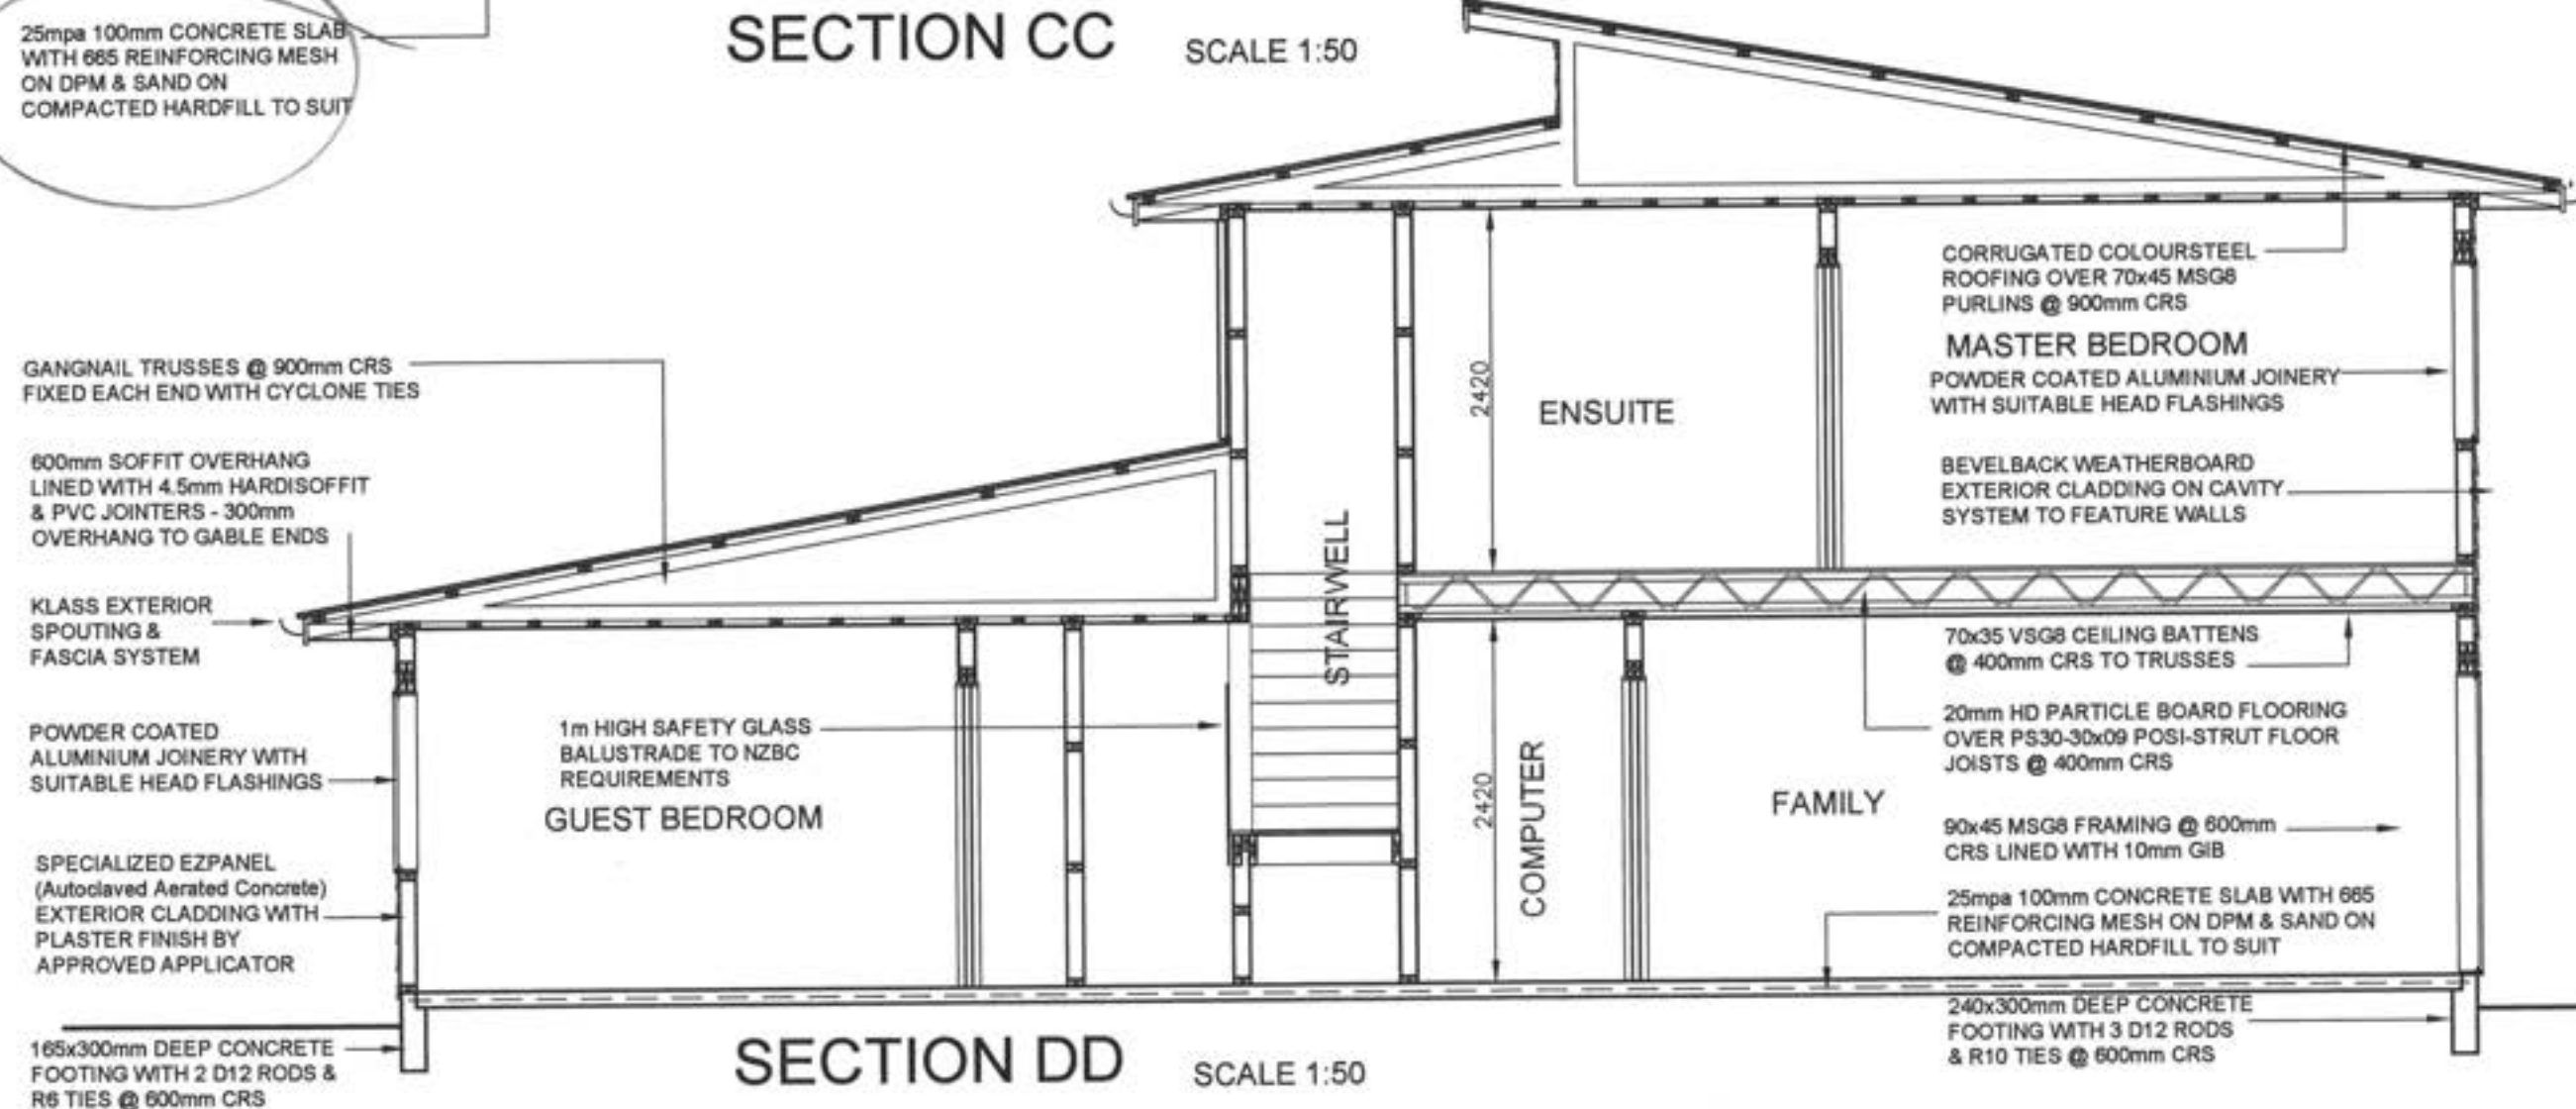 25mpa 100mm CONCRETE SLAB
WITH 665 REINFORCING MESH
ON DPM & SAND ON
COMPACTED HARDFILL TO SUIT
SECTION CC
SCALE 1:50
GANGNAIL TRUSSES @ 900mm CRS
FIXED EACH END WITH CYCLONE TIES
600mm SOFFIT OVERHANG
LINED WITH 4.5mm HARDISOFFIT
& PVC JOINTERS - 300mm
OVERHANG TO GABLE ENDS
KLASS EXTERIOR
SPOUTING &
FASCIA SYSTEM
POWDER COATED
ALUMINIUM JOINERY WITH
SUITABLE HEAD FLASHINGS
SPECIALIZED EZPANEL
(Autoclaved Aerated Concrete)
EXTERIOR CLADDING WITH
PLASTER FINISH BY
APPROVED APPLICATOR
165x300mm DEEP CONCRETE
FOOTING WITH 2 D12 RODS &
R6 TIES @ 600mm CRS
1m HIGH SAFETY GLASS
BALUSTRADE TO NZBC
REQUIREMENTS
GUEST BEDROOM
STAIRWELL
2420
ENSUITE
2420
COMPUTER
FAMILY
CORRUGATED COLOURSTEEL
ROOFING OVER 70x45 MSG8
PURLINS @ 900mm CRS
MASTER BEDROOM
POWDER COATED ALUMINIUM JOINERY
WITH SUITABLE HEAD FLASHINGS
BEVELBACK WEATHERBOARD
EXTERIOR CLADDING ON CAVITY
SYSTEM TO FEATURE WALLS
70x35 VSG8 CEILING BATTENS
@ 400mm CRS TO TRUSSES
20mm HD PARTICLE BOARD FLOORING
OVER PS30-30x09 POSI-STRUT FLOOR
JOISTS @ 400mm CRS
90x45 MSG8 FRAMING @ 600mm
CRS LINED WITH 10mm GIB
25mpa 100mm CONCRETE SLAB WITH 665
REINFORCING MESH ON DPM & SAND ON
COMPACTED HARDFILL TO SUIT
240x300mm DEEP CONCRETE
FOOTING WITH 3 D12 RODS
& R10 TIES @ 600mm CRS
SECTION DD
SCALE 1:50